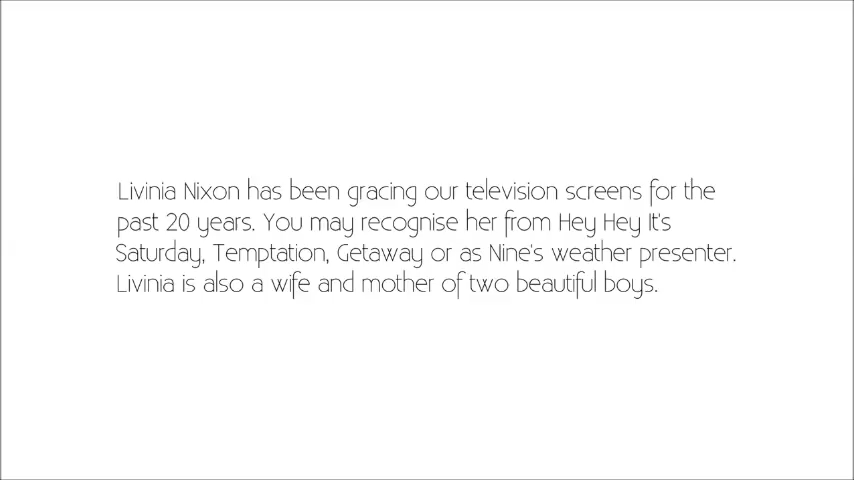 Livinia Nixon has been gracing our television screens for the
past 20 years. You may recognise her from Hey Hey It's
Saturday, Temptation, Getaway or as Nine's weather presenter.
Livinia is also a wife and mother of two beautiful boys.